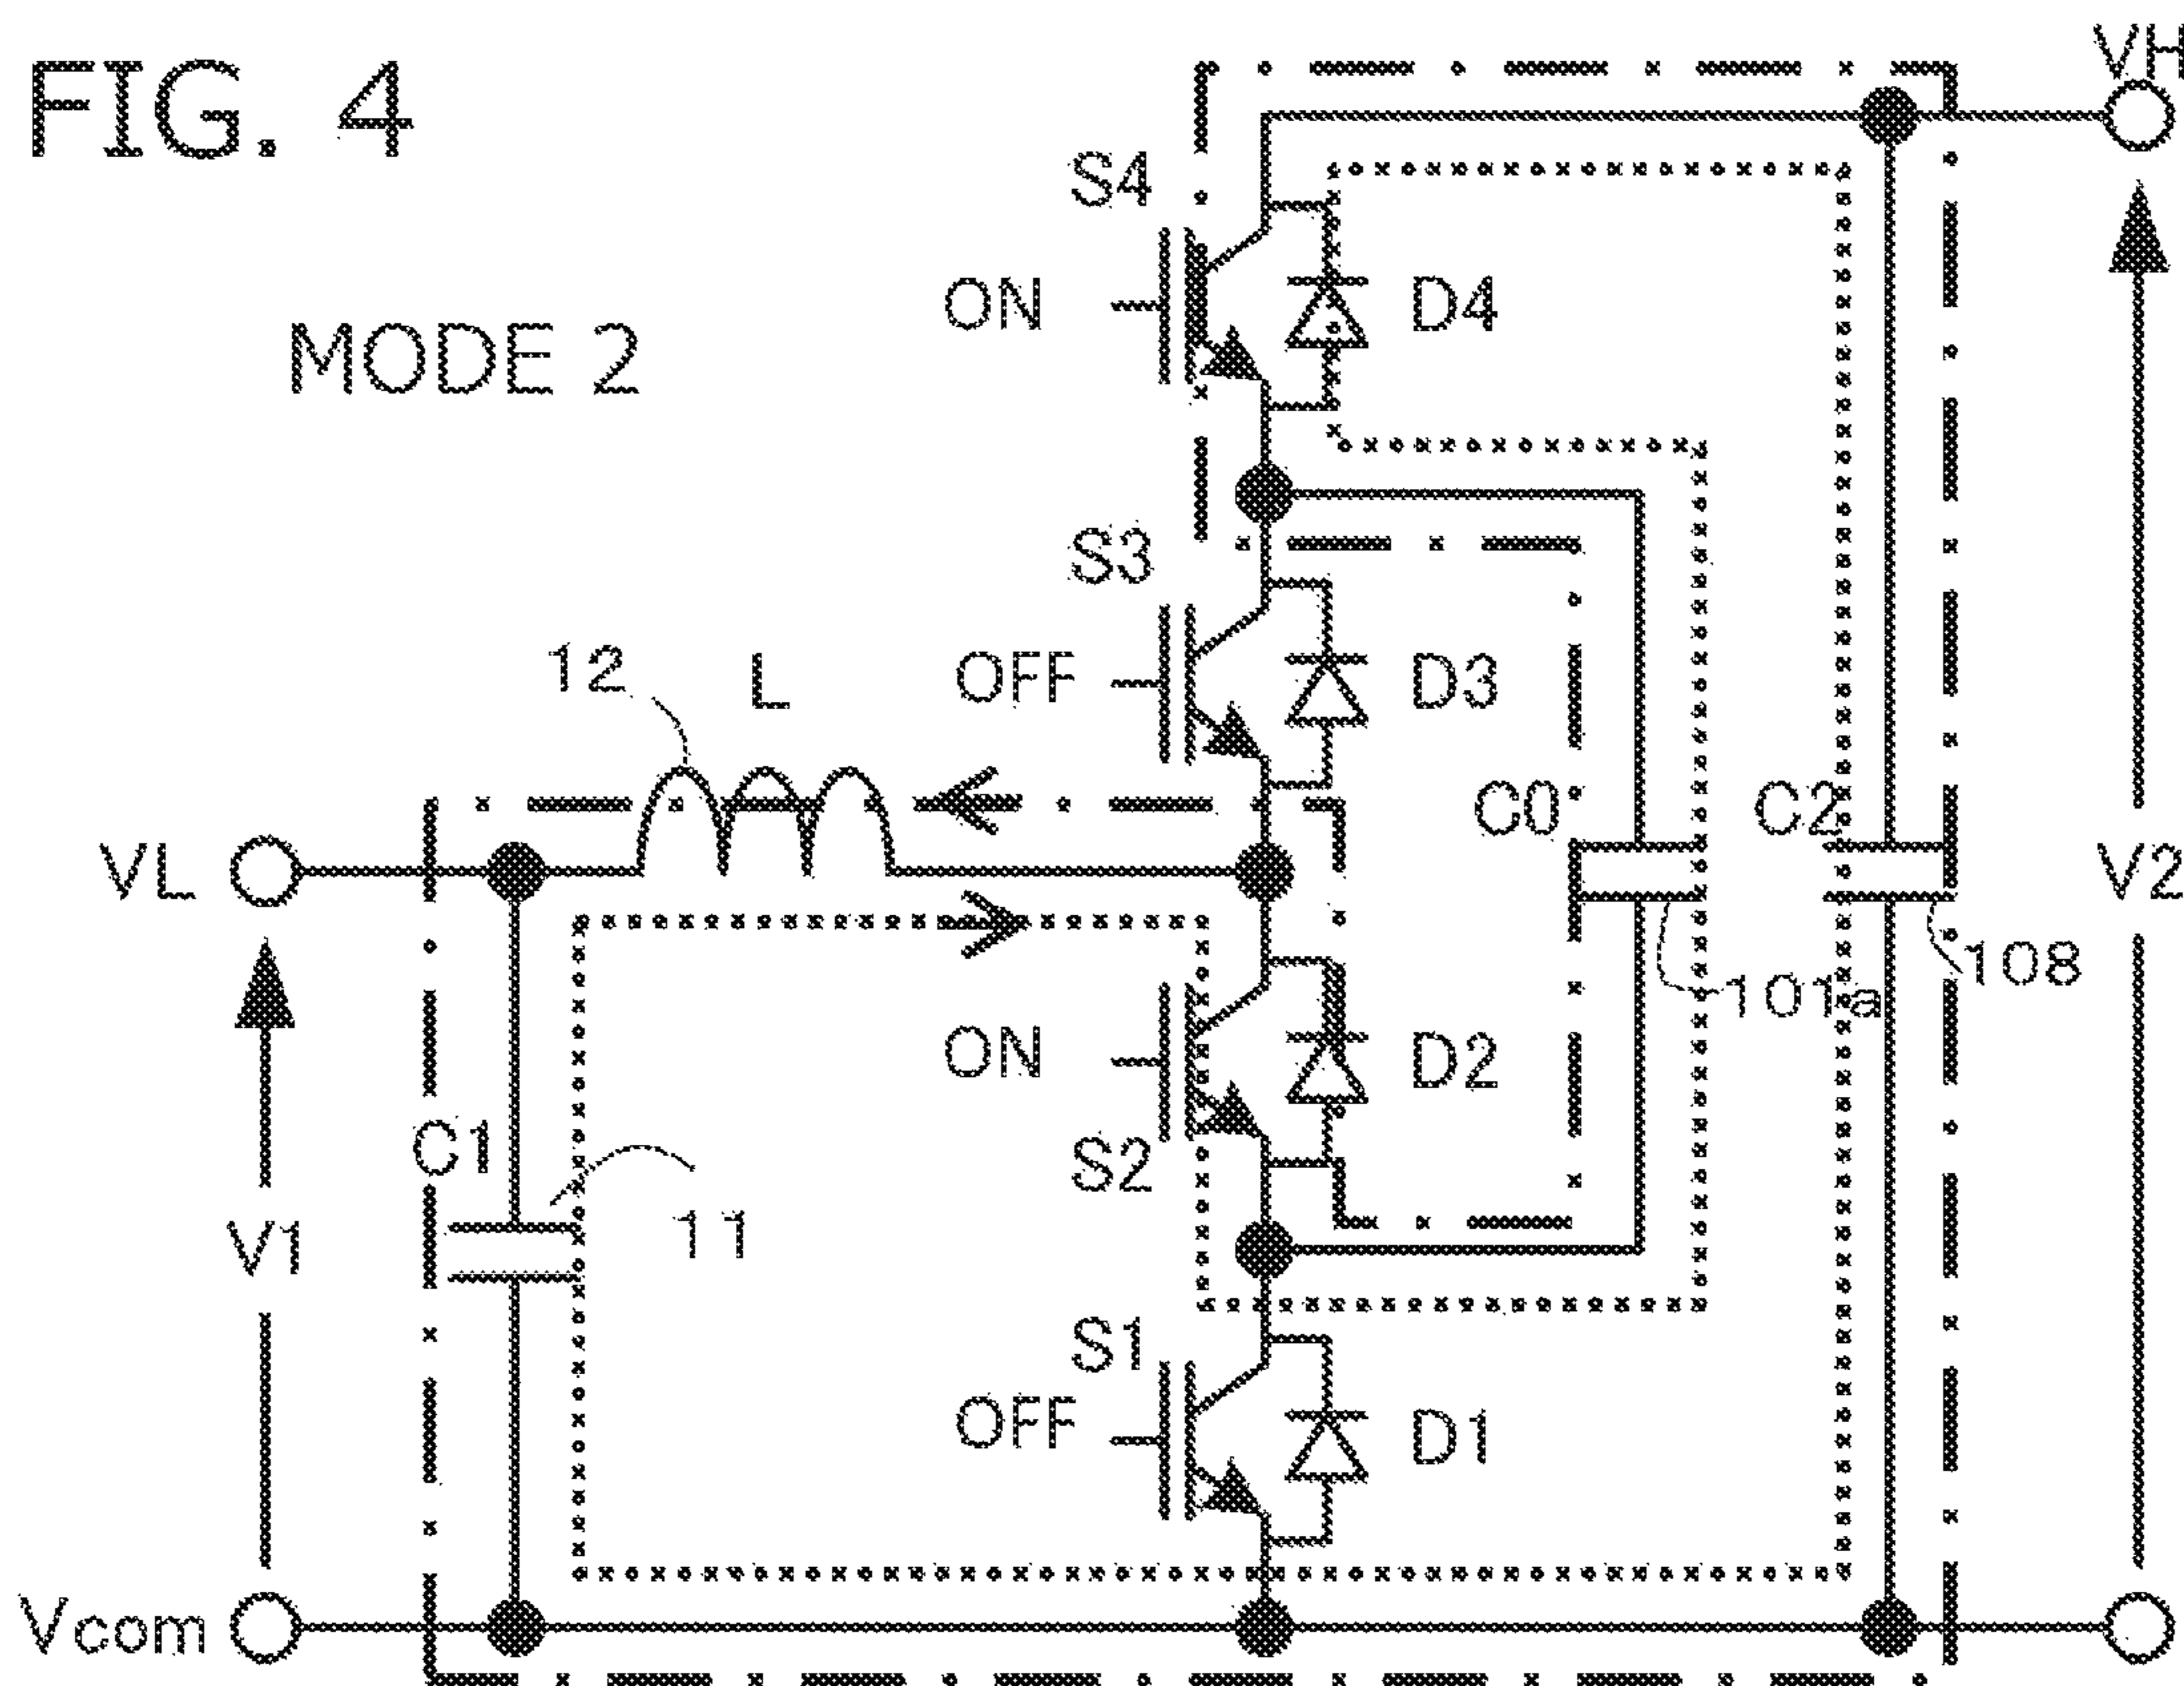 FIG. 4
VH
S4
ON
D4
MODE 2
S3
12
L
OFF
D3
C0
C2
VL
V2
108
101a
ON
D2
C1
S2
11
V1
S1
OFF
D1
Vcom